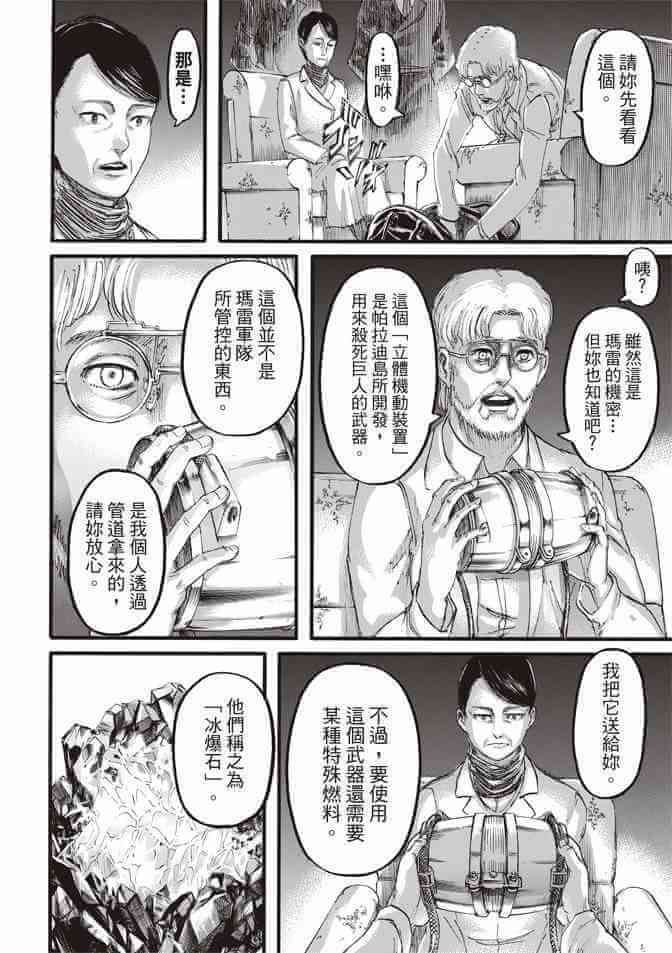 請妳先看看
這個。
…嘿咻。
那是…
咦?
雖然這是
瑪雷的機密…
但妳也知道吧?
這個「立體機動裝置」
是帕拉迪島所開發,
用來殺死巨人的武器。
這個並不是
瑪雷軍隊
所管控的東西。
是我個人透過
管道拿來的,
請妳放心。
我把它送給妳。
不過,要使用
這個武器還需要
某種特殊燃料。
他們稱之為
「冰爆石」。